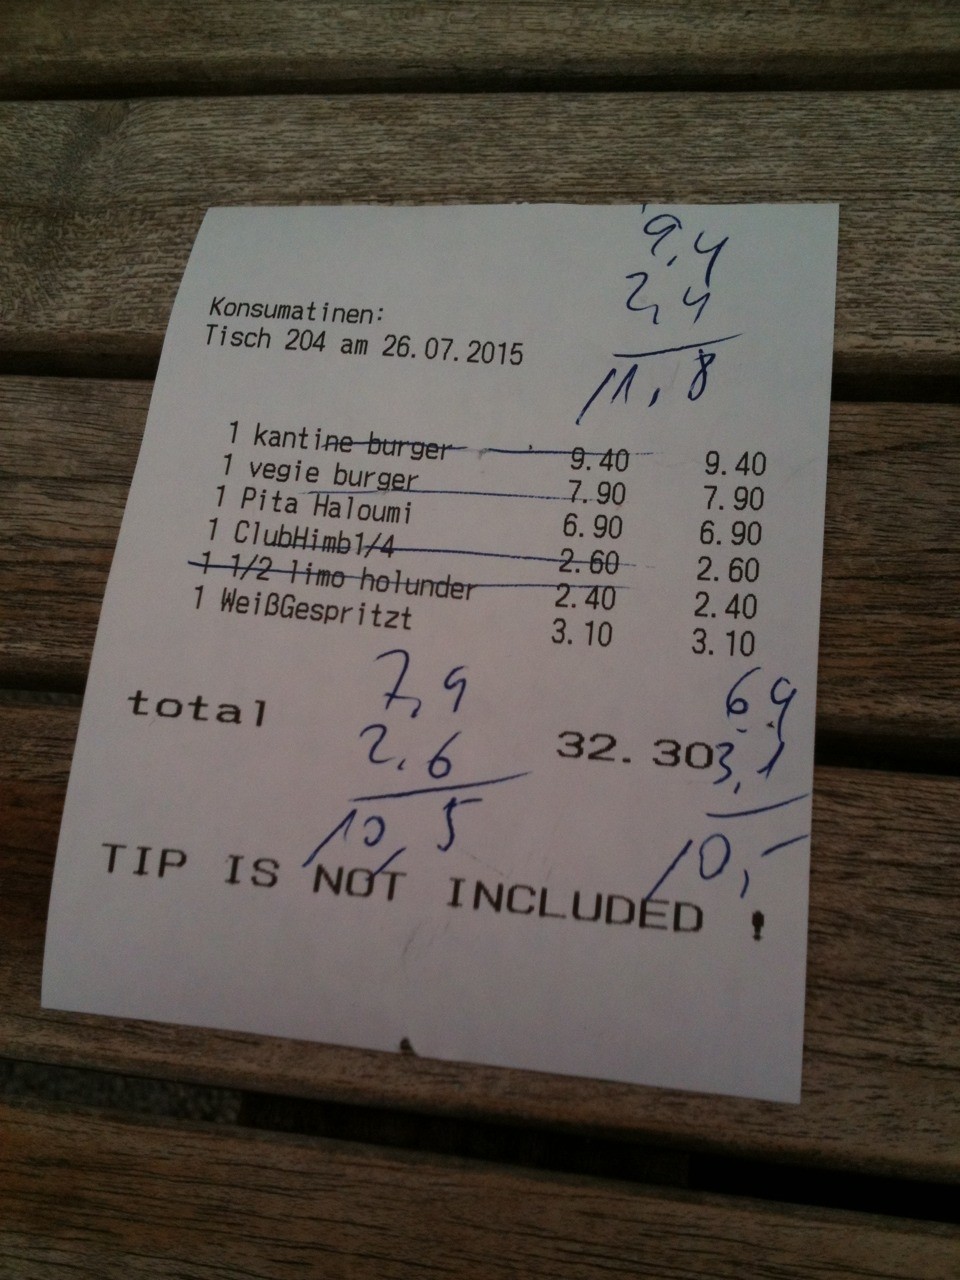 9,4
2,4
11,8
Konsumatinen:
Tisch 204 am 26.07.2015
1 kantine burger 9.40 9.40
1 vegie burger 7.90 7.90
1 Pita Haloumi 6.90 6.90
1 ClubHimb1/4 2.60 2.60
1 1/2 limo holunder 2.40 2.40
1 WeißGespritzt 3.10 3.10
total 32.30
7,9
2,6
10,5
6,9
3,1
10,-
TIP IS NOT INCLUDED !